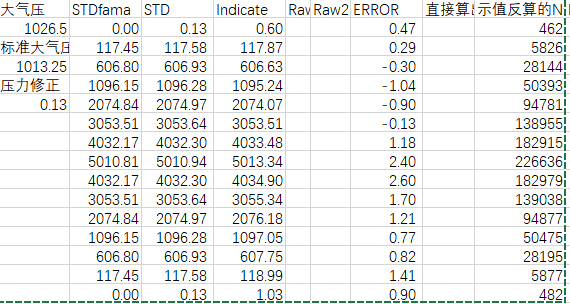 大气压 STDfama STD Indicate Rav Raw2 ERROR 直接算出 示值反算的N
1026.5 0.00 0.13 0.60 0.47 462
标准大气压 117.45 117.58 117.87 0.29 5826
1013.25 606.80 606.93 606.63 -0.30 28144
压力修正 1096.15 1096.28 1095.24 -1.04 50393
0.13 2074.84 2074.97 2074.07 -0.90 94781
3053.51 3053.64 3053.51 -0.13 138955
4032.17 4032.30 4033.48 1.18 182915
5010.81 5010.94 5013.34 2.40 226636
4032.17 4032.30 4034.90 2.60 182979
3053.51 3053.64 3055.34 1.70 139038
2074.84 2074.97 2076.18 1.21 94877
1096.15 1096.28 1097.05 0.77 50475
606.80 606.93 607.75 0.82 28195
117.45 117.58 118.99 1.41 5877
0.00 0.13 1.03 0.90 482